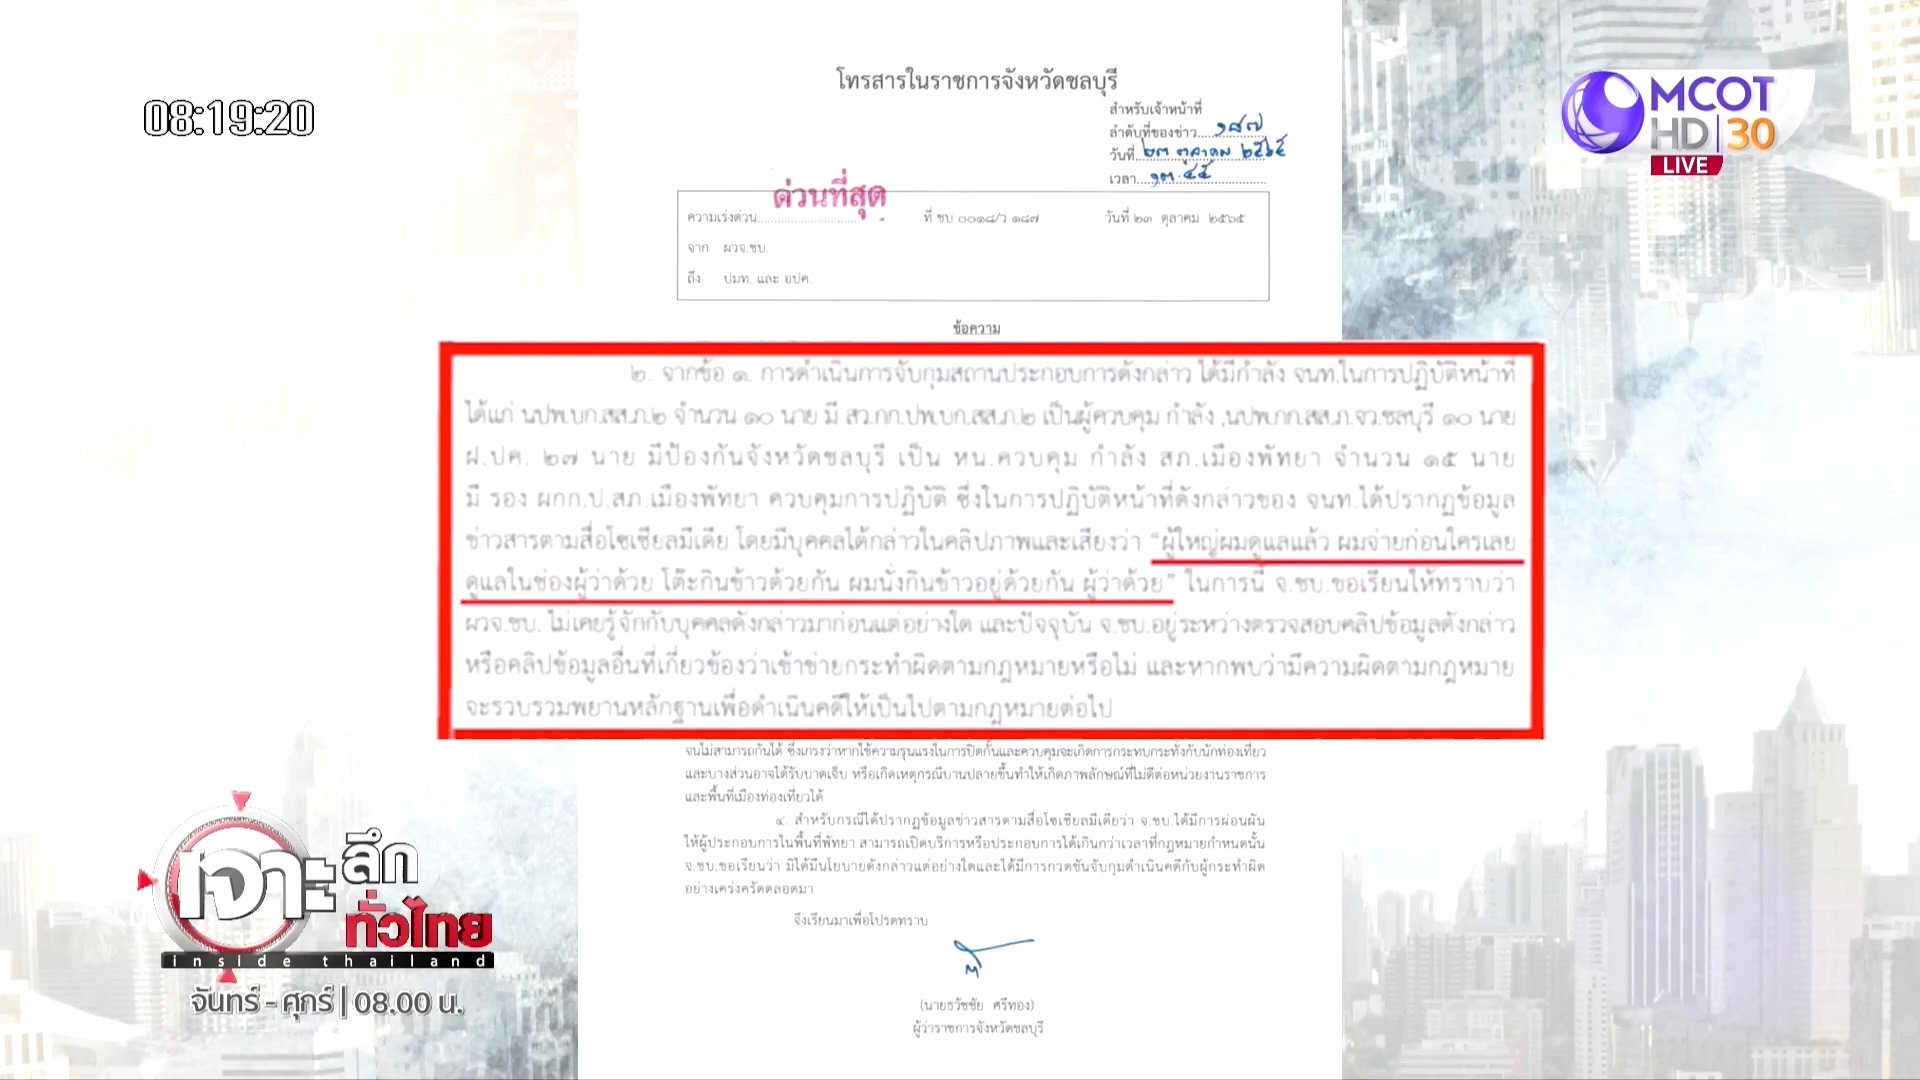 08:19:20
MCOT
HD|30
LIVE
โทรสารในราชการจังหวัดชลบุรี
สำหรับเจ้าหน้าที่
ลำดับที่ของข่าว.....๑๘๗
วันที่ ๒๓ ตุลาคม ๒๕๖๕
เวลา....๑๓.๔๕
ด่วนที่สุด
ความเร่งด่วน ที่ ชบ ๐๐๑๘/ว ๑๘๗ วันที่ ๒๓ ตุลาคม ๒๕๖๕
จาก ผวจ.ชบ.
ถึง ปมท. และ อปค.
ข้อความ
๒. จากข้อ ๑. การดำเนินการจับกุมสถานประกอบการดังกล่าว ได้มีกำลัง จนท.ในการปฏิบัติหน้าที่
ได้แก่ นปพ.บก.สส.ภ.๒ จำนวน ๑๐ นาย มี สว.กก.ปพ.บก.สส.ภ.๒ เป็นผู้ควบคุม กำลัง ,นปพ.กก.สส.ภ.จว.ชลบุรี ๑๐ นาย
ฝ.ปค. ๒๗ นาย มีป้องกันจังหวัดชลบุรี เป็น หน.ควบคุม กำลัง สภ.เมืองพัทยา จำนวน ๑๕ นาย
มี รอง ผกก.ป.สภ.เมืองพัทยา ควบคุมการปฏิบัติ ซึ่งในการปฏิบัติหน้าที่ดังกล่าวของ จนท.ได้ปรากฏข้อมูล
ข่าวสารตามสื่อโซเชียลมีเดีย โดยมีบุคคลได้กล่าวในคลิปภาพและเสียงว่า “ผู้ใหญ่ผมดูแลแล้ว ผมจ่ายก่อนใครเลย
ดูแลในช่องผู้ว่าด้วย โต๊ะกินข้าวด้วยกัน ผมนั่งกินข้าวอยู่ด้วยกัน ผู้ว่าด้วย” ในการนี้ จ.ชบ.ขอเรียนให้ทราบว่า
ผวจ.ชบ. ไม่เคยรู้จักกับบุคคลดังกล่าวมาก่อนแต่อย่างใด และปัจจุบัน จ.ชบ.อยู่ระหว่างตรวจสอบคลิปข้อมูลดังกล่าว
หรือคลิปข้อมูลอื่นที่เกี่ยวข้องว่าเข้าข่ายกระทำผิดตามกฎหมายหรือไม่ และหากพบว่ามีความผิดตามกฎหมาย
จะรวบรวมพยานหลักฐานเพื่อดำเนินคดีให้เป็นไปตามกฎหมายต่อไป
จนไม่สามารถกันได้ ซึ่งเกรงว่าหากใช้ความรุนแรงในการปิดกั้นและควบคุมจะเกิดการกระทบกระทั่งกับนักท่องเที่ยว
และบางส่วนอาจได้รับบาดเจ็บ หรือเกิดเหตุกรณีบานปลายขึ้นทำให้เกิดภาพลักษณ์ที่ไม่ดีต่อหน่วยงานราชการ
และพื้นที่เมืองท่องเที่ยวได้
๔. สำหรับกรณีได้ปรากฏข้อมูลข่าวสารตามสื่อโซเชียลมีเดียว่า จ.ชบ.ได้มีการผ่อนผัน
ให้ผู้ประกอบการในพื้นที่พัทยา สามารถเปิดบริการหรือประกอบการได้เกินกว่าเวลาที่กฎหมายกำหนดนั้น
จ.ชบ.ขอเรียนว่า มิได้มีนโยบายดังกล่าวแต่อย่างใดและได้มีการกวดขันจับกุมดำเนินคดีกับผู้กระทำผิด
อย่างเคร่งครัดตลอดมา
จึงเรียนมาเพื่อโปรดทราบ
(นายธวัชชัย ศรีทอง)
ผู้ว่าราชการจังหวัดชลบุรี
เจาะลึก
ทั่วไทย
inside thailand
จันทร์ - ศุกร์ | 08.00 น.